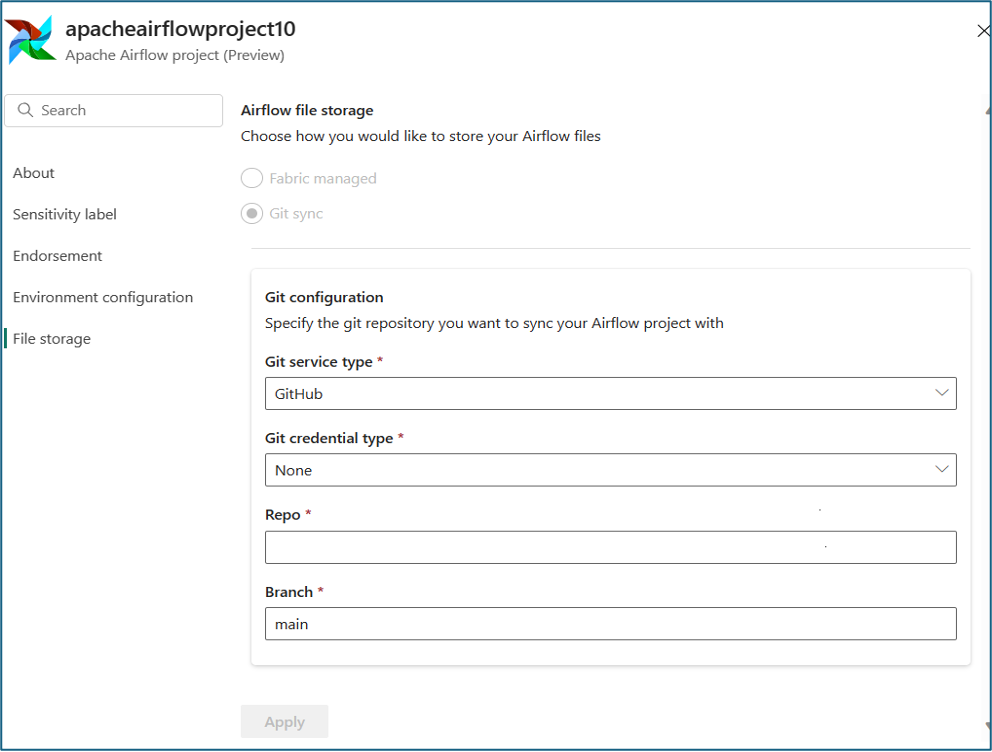 apacheairflowproject10
Apache Airflow project (Preview)
Search
About
Sensitivity label
Endorsement
Environment configuration
File storage
Airflow file storage
Choose how you would like to store your Airflow files
Fabric managed
Git sync
Git configuration
Specify the git repository you want to sync your Airflow project with
Git service type *
GitHub
Git credential type *
None
Repo *
Branch *
main
Apply